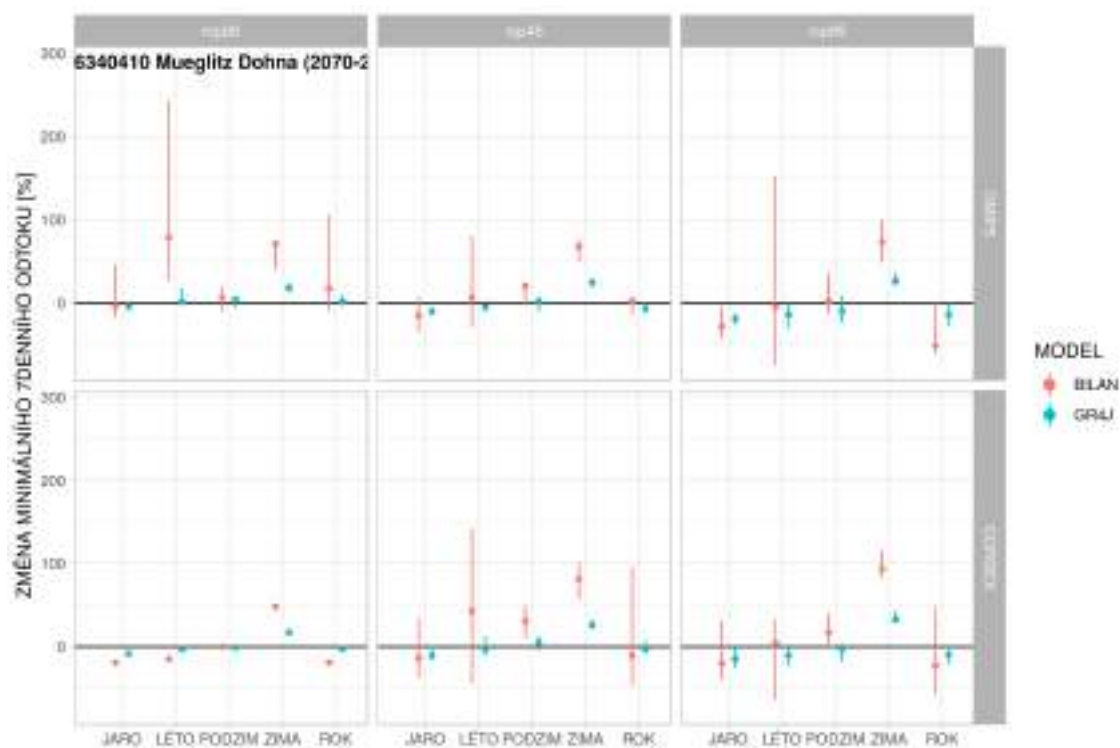 rcp45
6340410 Mueglitz Dohna (2070-2
300
200
100
0
300
200
100
0
ZMĚNA MINIMÁLNÍHO 7DENNÍHO ODTOKU [%]
JARO LÉTO PODZIM ZIMA ROK
JARO LÉTO PODZIM ZIMA ROK
JARO LÉTO PODZIM ZIMA ROK
MODEL
BILAN
GR4J